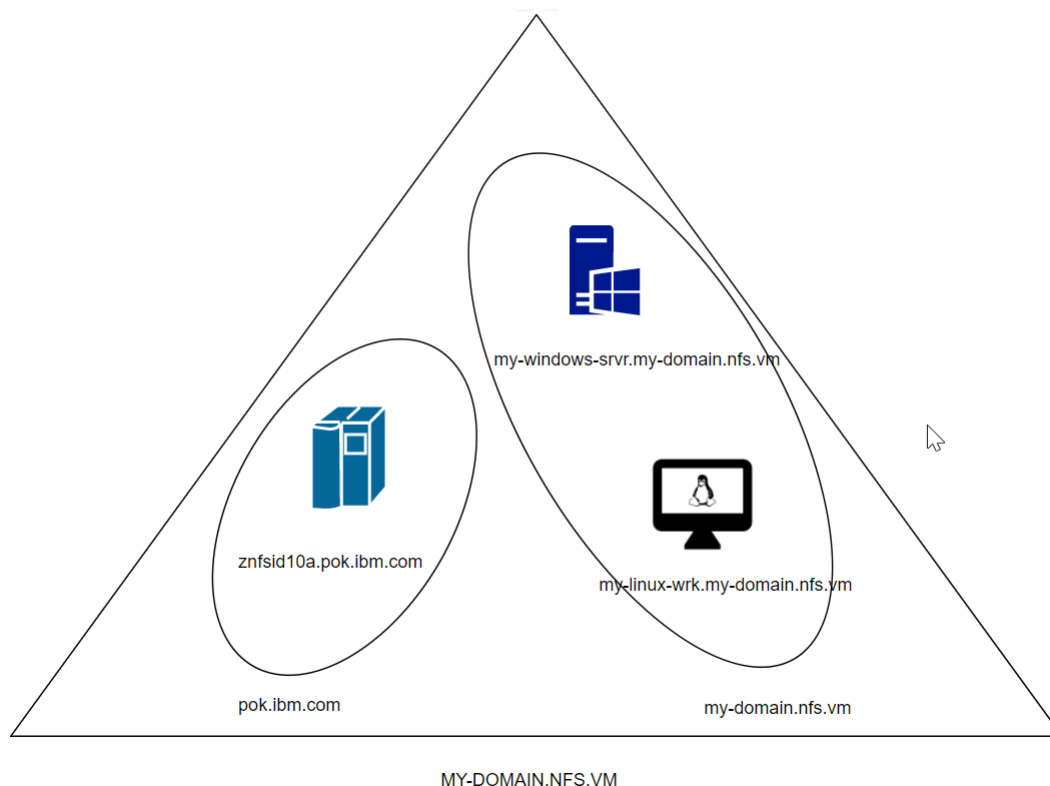 my-windows-srvr.my-domain.nfs.vm
znfsid10a.pok.ibm.com
my-linux-wrk.my-domain.nfs.vm
pok.ibm.com
my-domain.nfs.vm
MY-DOMAIN.NFS.VM